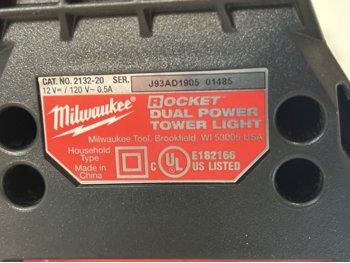 CAT. NO. 2132-20 SER. J93AD1905 01485
12 V⎓ / 120 V~ 0.5A
Milwaukee
ROCKET
DUAL POWER
TOWER LIGHT
Milwaukee Tool, Brookfield, WI 53005 USA
Household
Type
Made in
China
C UL E182166
US LISTED